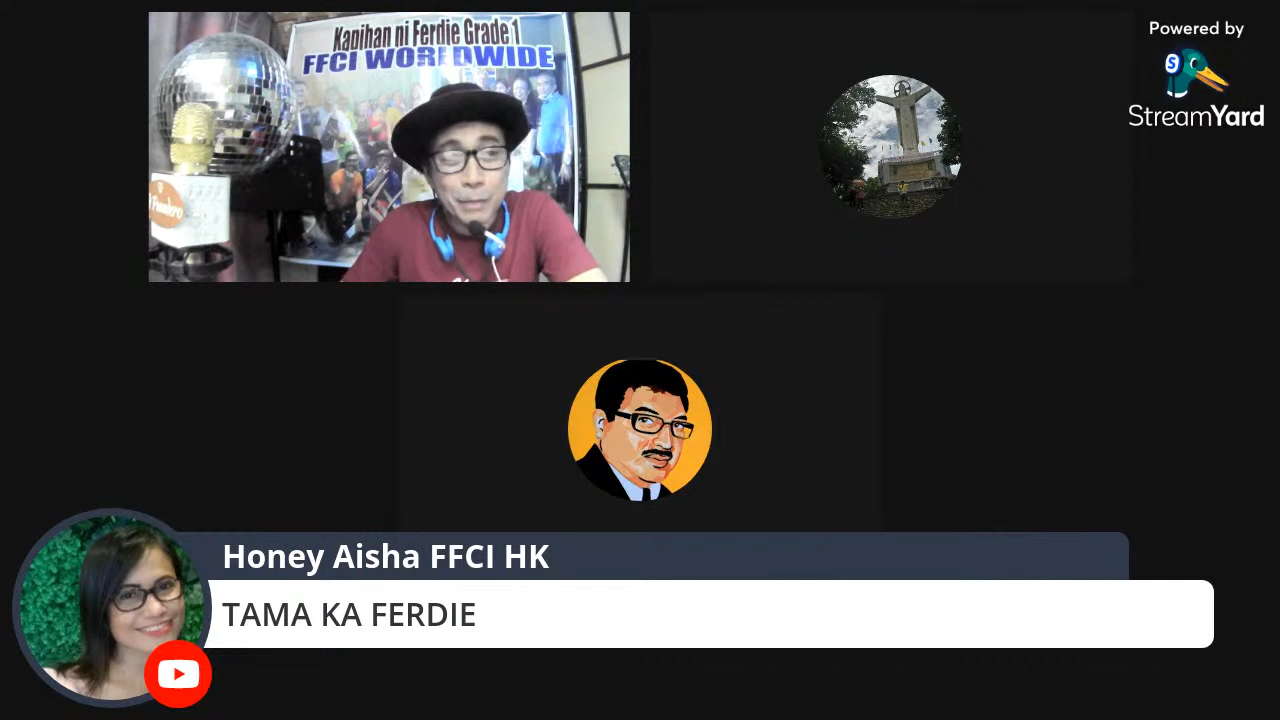 Kapihan ni Ferdie Grade 1
FFCI WORLDWIDE
Powered by
S
StreamYard
Honey Aisha FFCI HK
TAMA KA FERDIE